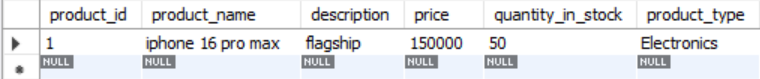 product_id product_name description price quantity_in_stock product_type
1 iphone 16 pro max flagship 150000 50 Electronics
NULL NULL NULL NULL NULL NULL